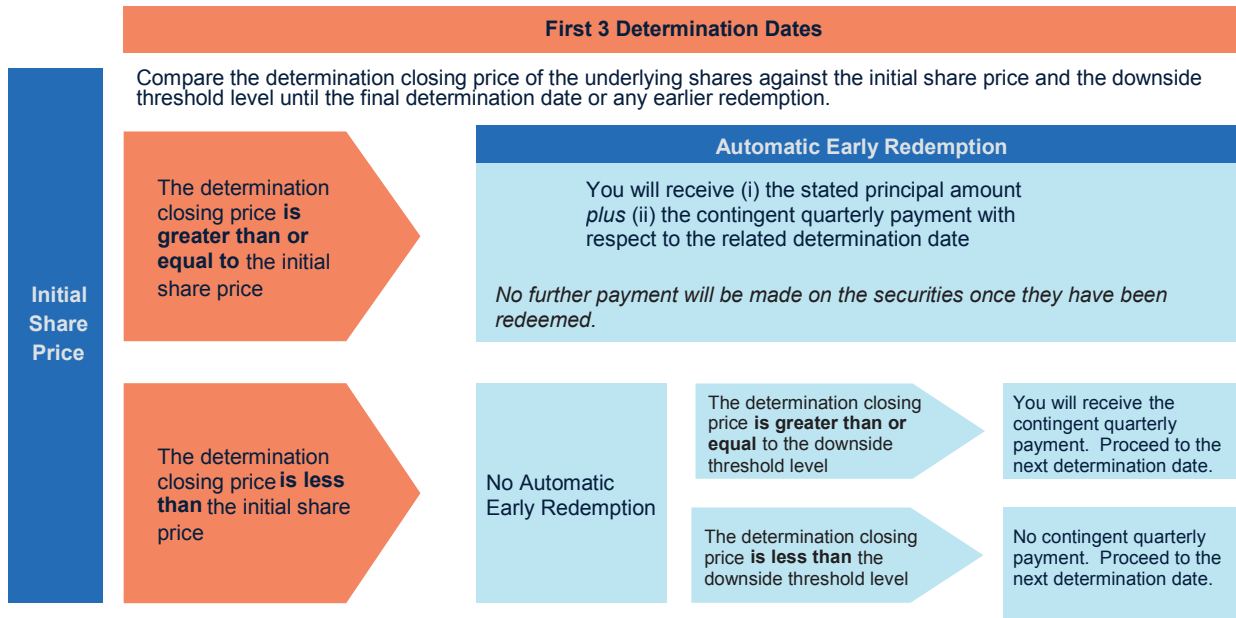 First 3 Determination Dates
Compare the determination closing price of the underlying shares against the initial share price and the downside
threshold level until the final determination date or any earlier redemption.
Initial
Share
Price
The determination
closing price is
greater than or
equal to the initial
share price
Automatic Early Redemption
You will receive (i) the stated principal amount
plus (ii) the contingent quarterly payment with
respect to the related determination date
No further payment will be made on the securities once they have been
redeemed.
The determination
closing price is less
than the initial share
price
No Automatic
Early Redemption
The determination closing
price is greater than or
equal to the downside
threshold level
You will receive the
contingent quarterly
payment.  Proceed to the
next determination date.
The determination closing
price is less than the
downside threshold level
No contingent quarterly
payment.  Proceed to the
next determination date.